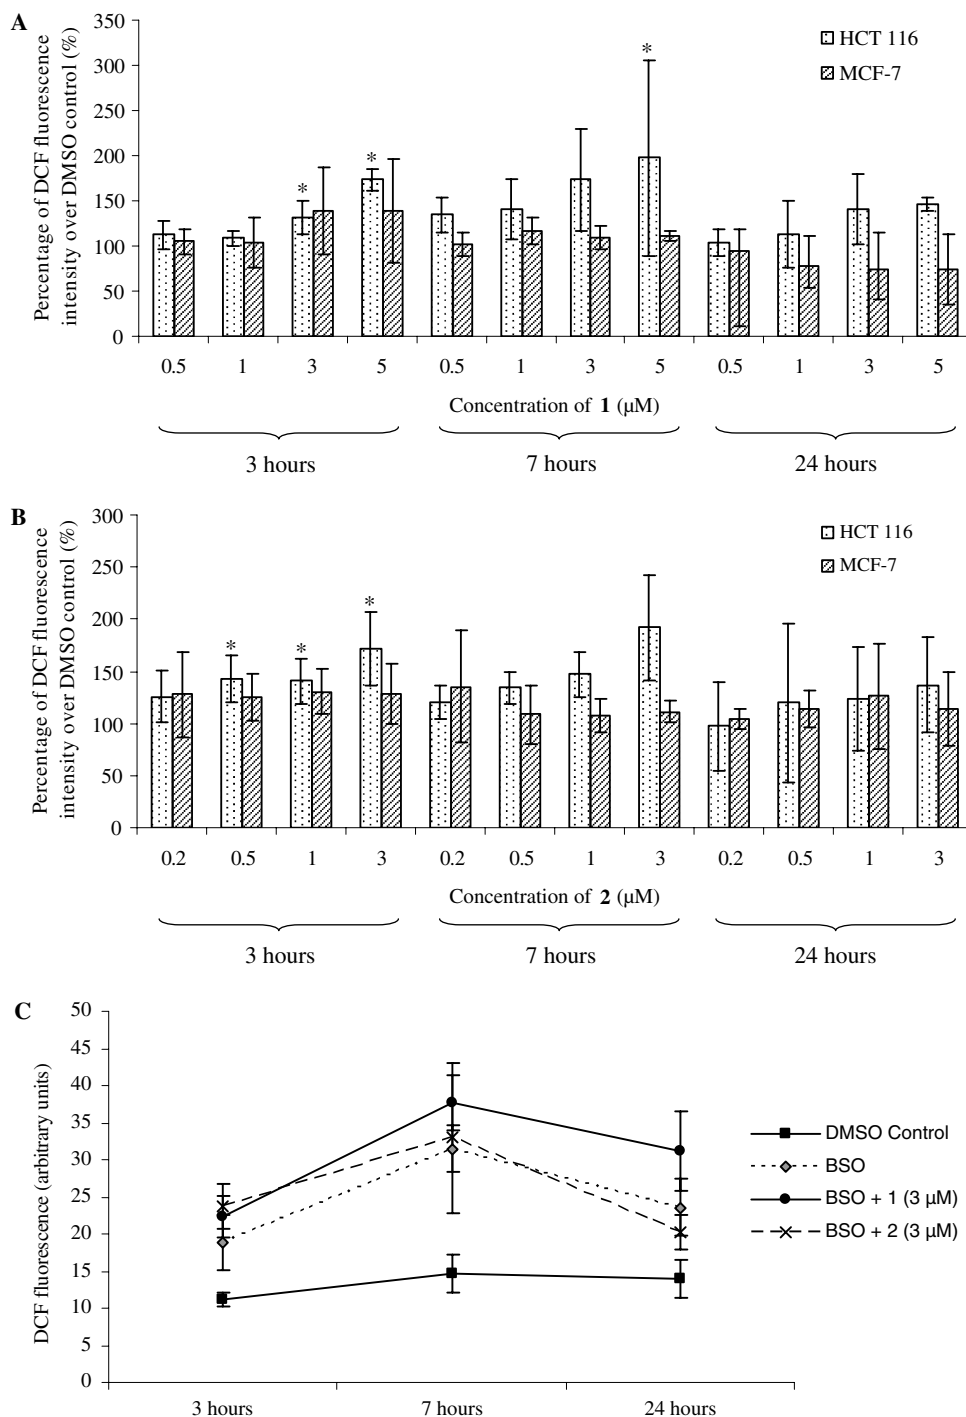 A
Percentage of DCF fluorescence
intensity over DMSO control (%)
350
300
250
200
150
100
50
0
HCT 116
MCF-7
*
*
*
0.5 1 3 5 0.5 1 3 5 0.5 1 3 5
Concentration of 1 (µM)
3 hours 7 hours 24 hours
B
Percentage of DCF fluorescence
intensity over DMSO control (%)
300
250
200
150
100
50
0
HCT 116
MCF-7
*
*
*
0.2 0.5 1 3 0.2 0.5 1 3 0.2 0.5 1 3
Concentration of 2 (µM)
3 hours 7 hours 24 hours
C
DCF fluorescence (arbitrary units)
50
45
40
35
30
25
20
15
10
5
0
DMSO Control
BSO
BSO + 1 (3 µM)
BSO + 2 (3 µM)
3 hours 7 hours 24 hours